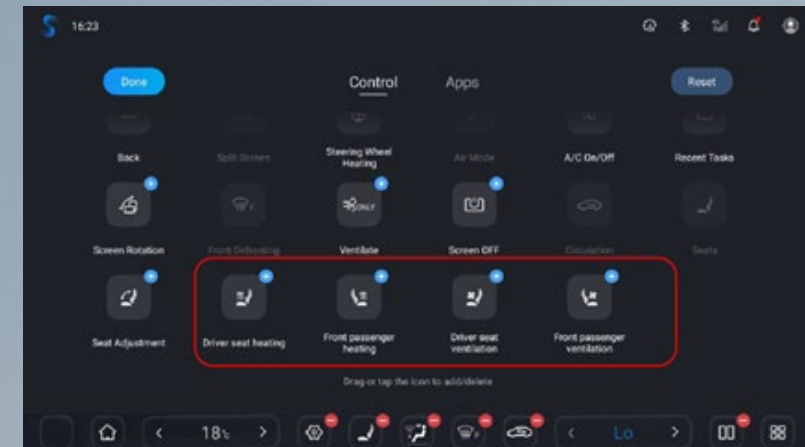 16:23
Done
Control
Apps
Reset
Back
Split Screen
Steering Wheel
Heating
Air Mode
A/C On/Off
Recent Tasks
Screen Rotation
Front Defrosting
ONLY
Ventilate
Screen OFF
Circulation
Seats
Seat Adjustment
Driver seat heating
Front passenger
heating
Driver seat
ventilation
Front passenger
ventilation
Drag or tap the icon to add/delete
18
Lo